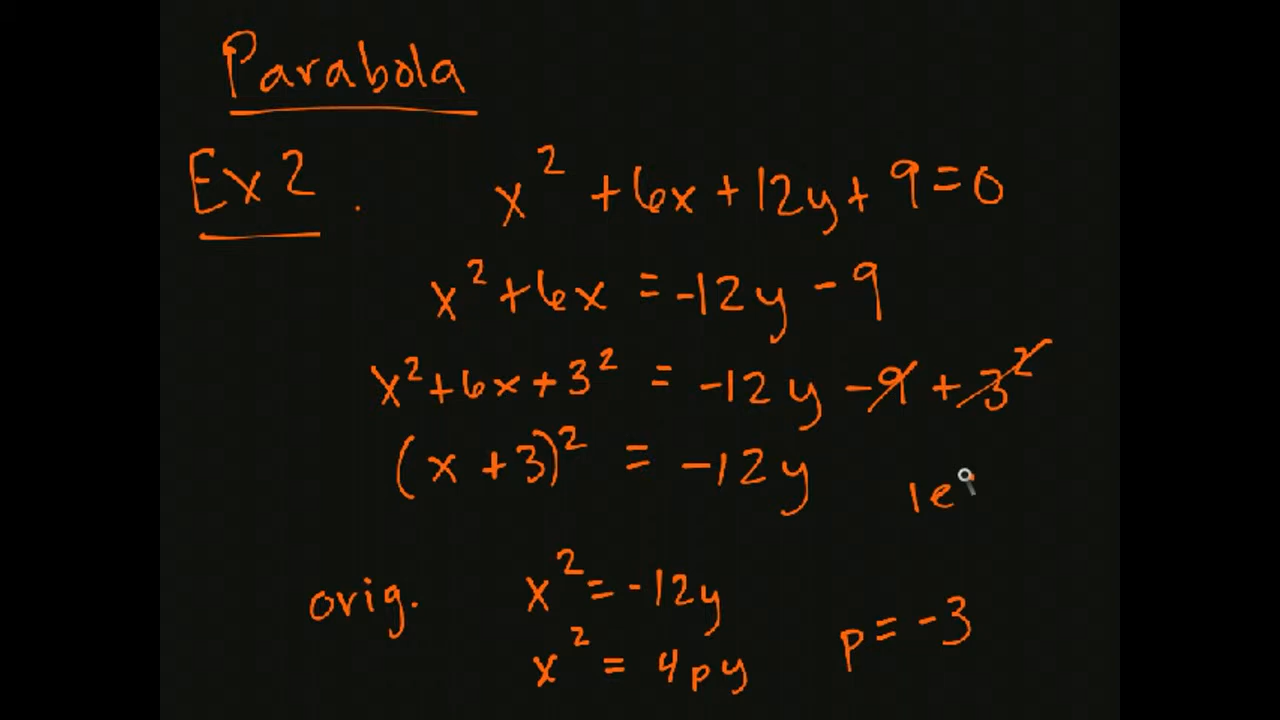 Parabola
Ex 2. x² + 6x + 12y + 9 = 0
x² + 6x = -12y - 9
x² + 6x + 3² = -12y - 9 + 3²
(x + 3)² = -12y
orig. x² = -12y
x² = 4py p = -3